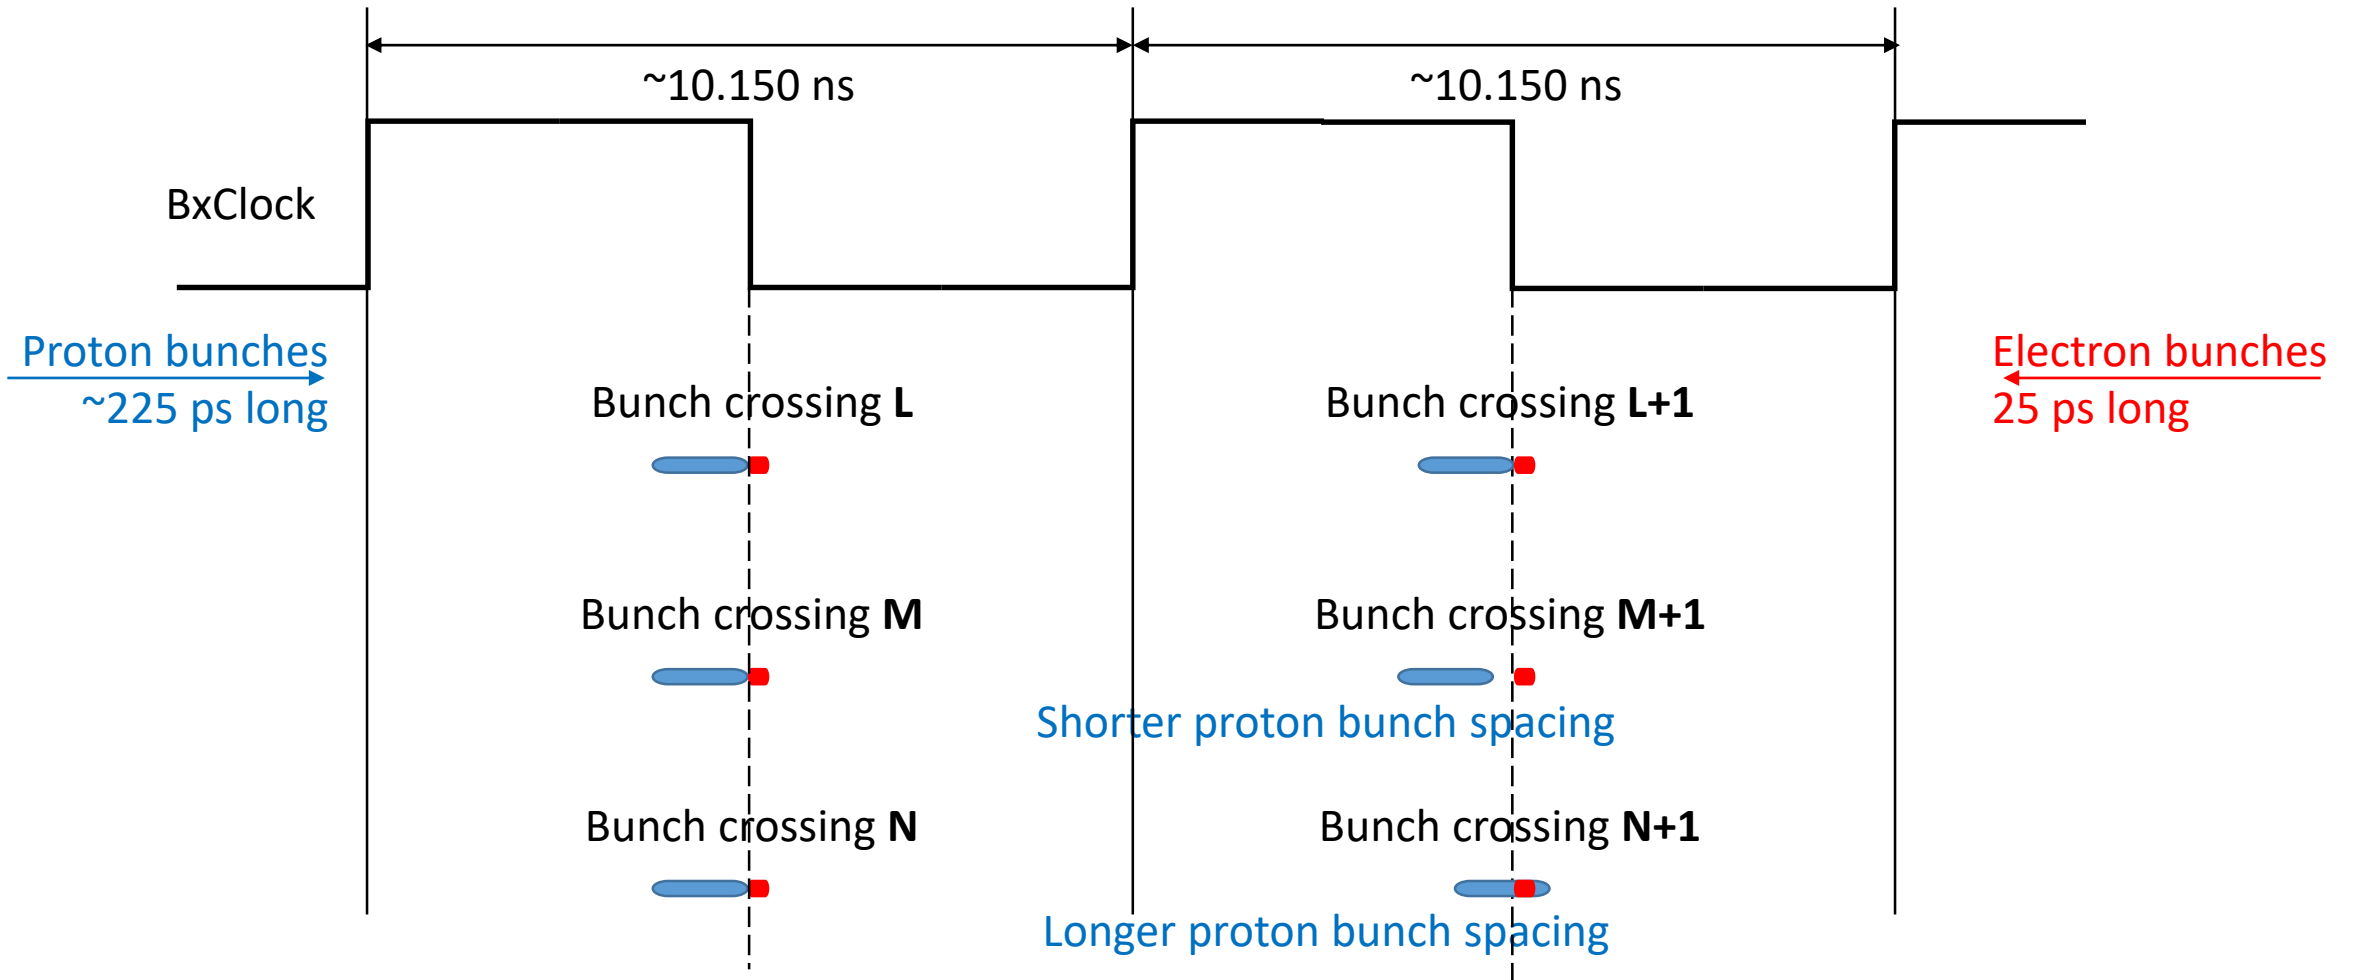 ~10.150 ns
~10.150 ns
BxClock
Proton bunches
~225 ps long
Electron bunches
25 ps long
Bunch crossing L
Bunch crossing L+1
Bunch crossing M
Bunch crossing M+1
Shorter proton bunch spacing
Bunch crossing N
Bunch crossing N+1
Longer proton bunch spacing